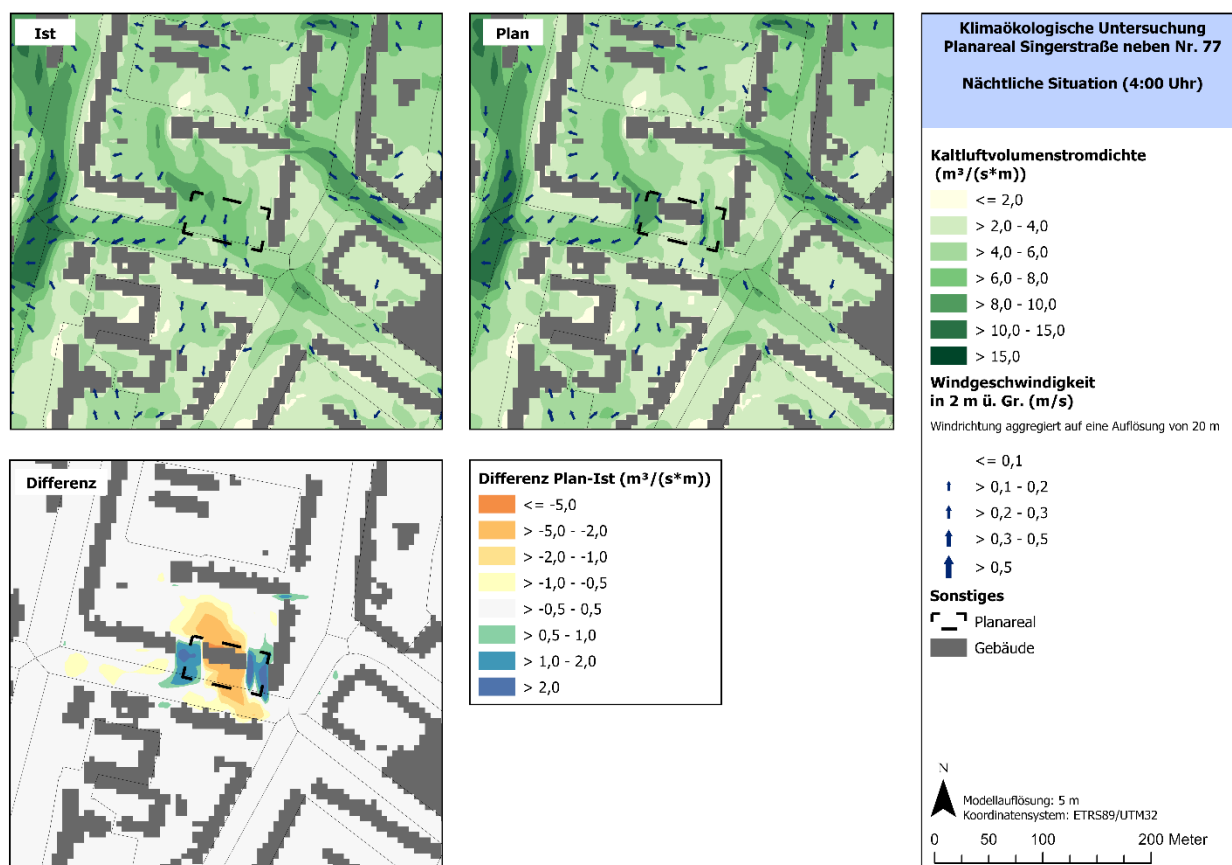 Ist
Plan
Klimaökologische Untersuchung
Planareal Singerstraße neben Nr. 77
Nächtliche Situation (4:00 Uhr)
Kaltluftvolumenstromdichte
(m³/(s*m))
<= 2,0
> 2,0 - 4,0
> 4,0 - 6,0
> 6,0 - 8,0
> 8,0 - 10,0
> 10,0 - 15,0
> 15,0
Windgeschwindigkeit
in 2 m ü. Gr. (m/s)
Windrichtung aggregiert auf eine Auflösung von 20 m
<= 0,1
> 0,1 - 0,2
> 0,2 - 0,3
> 0,3 - 0,5
> 0,5
Sonstiges
Planareal
Gebäude
N
Modellauflösung: 5 m
Koordinatensystem: ETRS89/UTM32
0 50 100 200 Meter
Differenz
Differenz Plan-Ist (m³/(s*m))
<= -5,0
> -5,0 - -2,0
> -2,0 - -1,0
> -1,0 - -0,5
> -0,5 - 0,5
> 0,5 - 1,0
> 1,0 - 2,0
> 2,0